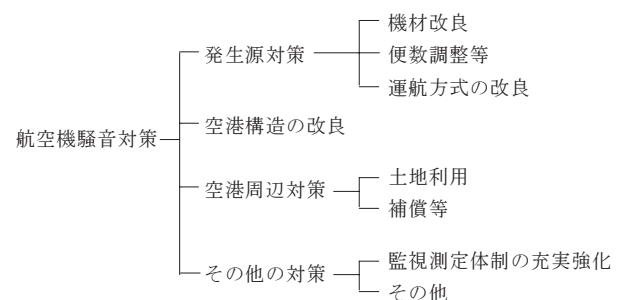 航空機騒音対策
発生源対策
機材改良
便数調整等
運航方式の改良
空港構造の改良
空港周辺対策
土地利用
補償等
その他の対策
監視測定体制の充実強化
その他